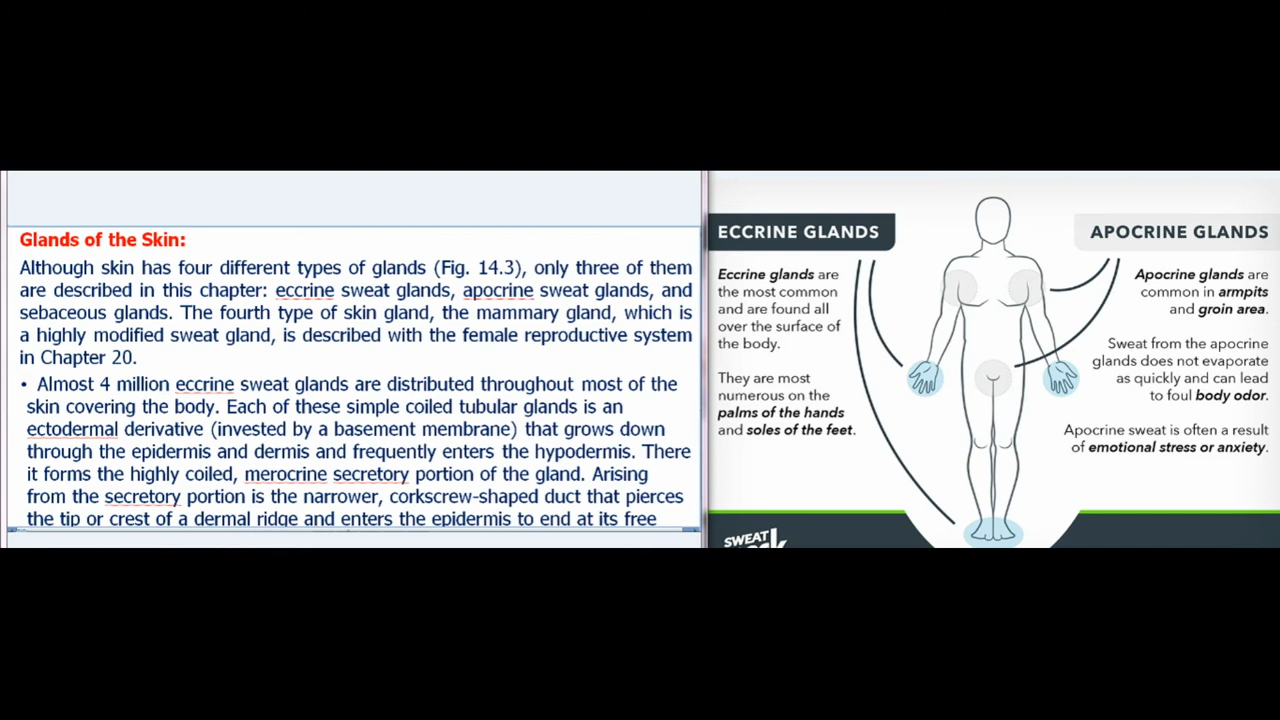 Glands of the Skin:
Although skin has four different types of glands (Fig. 14.3), only three of them
are described in this chapter: eccrine sweat glands, apocrine sweat glands, and
sebaceous glands. The fourth type of skin gland, the mammary gland, which is
a highly modified sweat gland, is described with the female reproductive system
in Chapter 20.
• Almost 4 million eccrine sweat glands are distributed throughout most of the
skin covering the body. Each of these simple coiled tubular glands is an
ectodermal derivative (invested by a basement membrane) that grows down
through the epidermis and dermis and frequently enters the hypodermis. There
it forms the highly coiled, merocrine secretory portion of the gland. Arising
from the secretory portion is the narrower, corkscrew-shaped duct that pierces
the tip or crest of a dermal ridge and enters the epidermis to end at its free
ECCRINE GLANDS
Eccrine glands are
the most common
and are found all
over the surface of
the body.
They are most
numerous on the
palms of the hands
and soles of the feet.
APOCRINE GLANDS
Apocrine glands are
common in armpits
and groin area.
Sweat from the apocrine
glands does not evaporate
as quickly and can lead
to foul body odor.
Apocrine sweat is often a result
of emotional stress or anxiety.
SWEAT